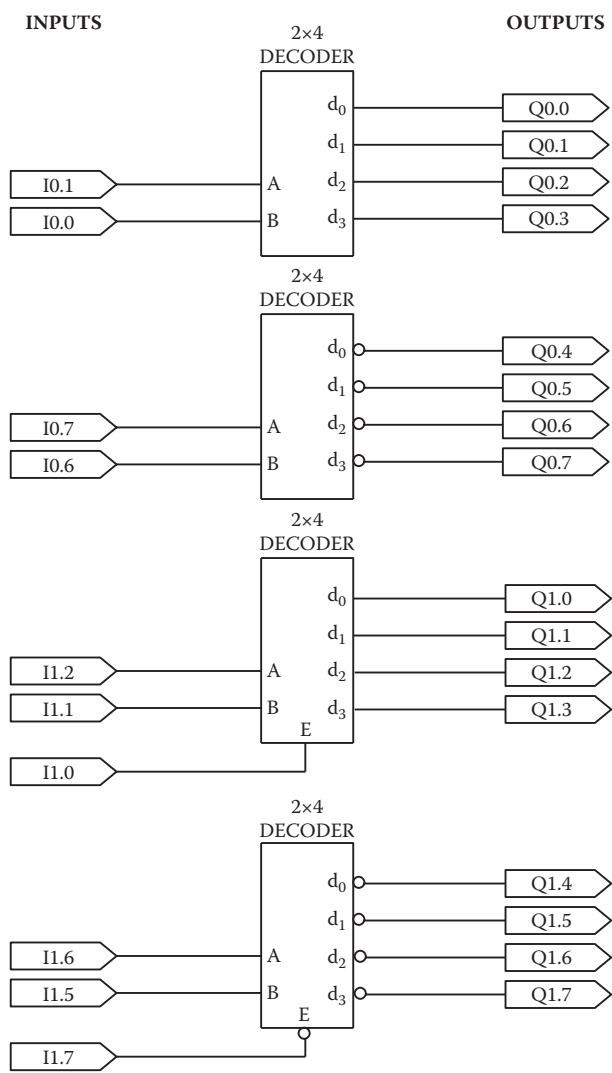 INPUTS
OUTPUTS
2×4
DECODER
d0
Q0.0
d1
Q0.1
I0.1
A
d2
Q0.2
I0.0
B
d3
Q0.3
2×4
DECODER
d0
Q0.4
d1
Q0.5
I0.7
A
d2
Q0.6
I0.6
B
d3
Q0.7
2×4
DECODER
d0
Q1.0
d1
Q1.1
I1.2
A
d2
Q1.2
I1.1
B
d3
Q1.3
E
I1.0
2×4
DECODER
d0
Q1.4
d1
Q1.5
I1.6
A
d2
Q1.6
I1.5
B
d3
Q1.7
E
I1.7